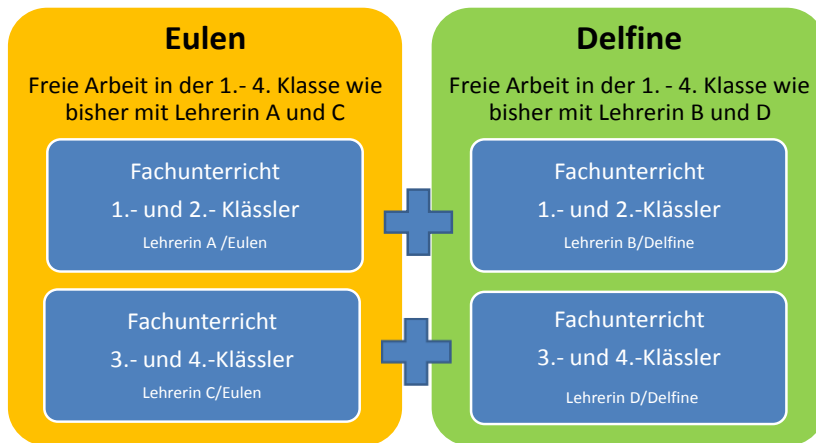 Eulen
Freie Arbeit in der 1.- 4. Klasse wie
bisher mit Lehrerin A und C
Fachunterricht
1.- und 2.- Klässler
Lehrerin A /Eulen
Fachunterricht
3.- und 4.-Klässler
Lehrerin C/Eulen
Delfine
Freie Arbeit in der 1. - 4. Klasse wie
bisher mit Lehrerin B und D
Fachunterricht
1.- und 2.-Klässler
Lehrerin B/Delfine
Fachunterricht
3.- und 4.-Klässler
Lehrerin D/Delfine